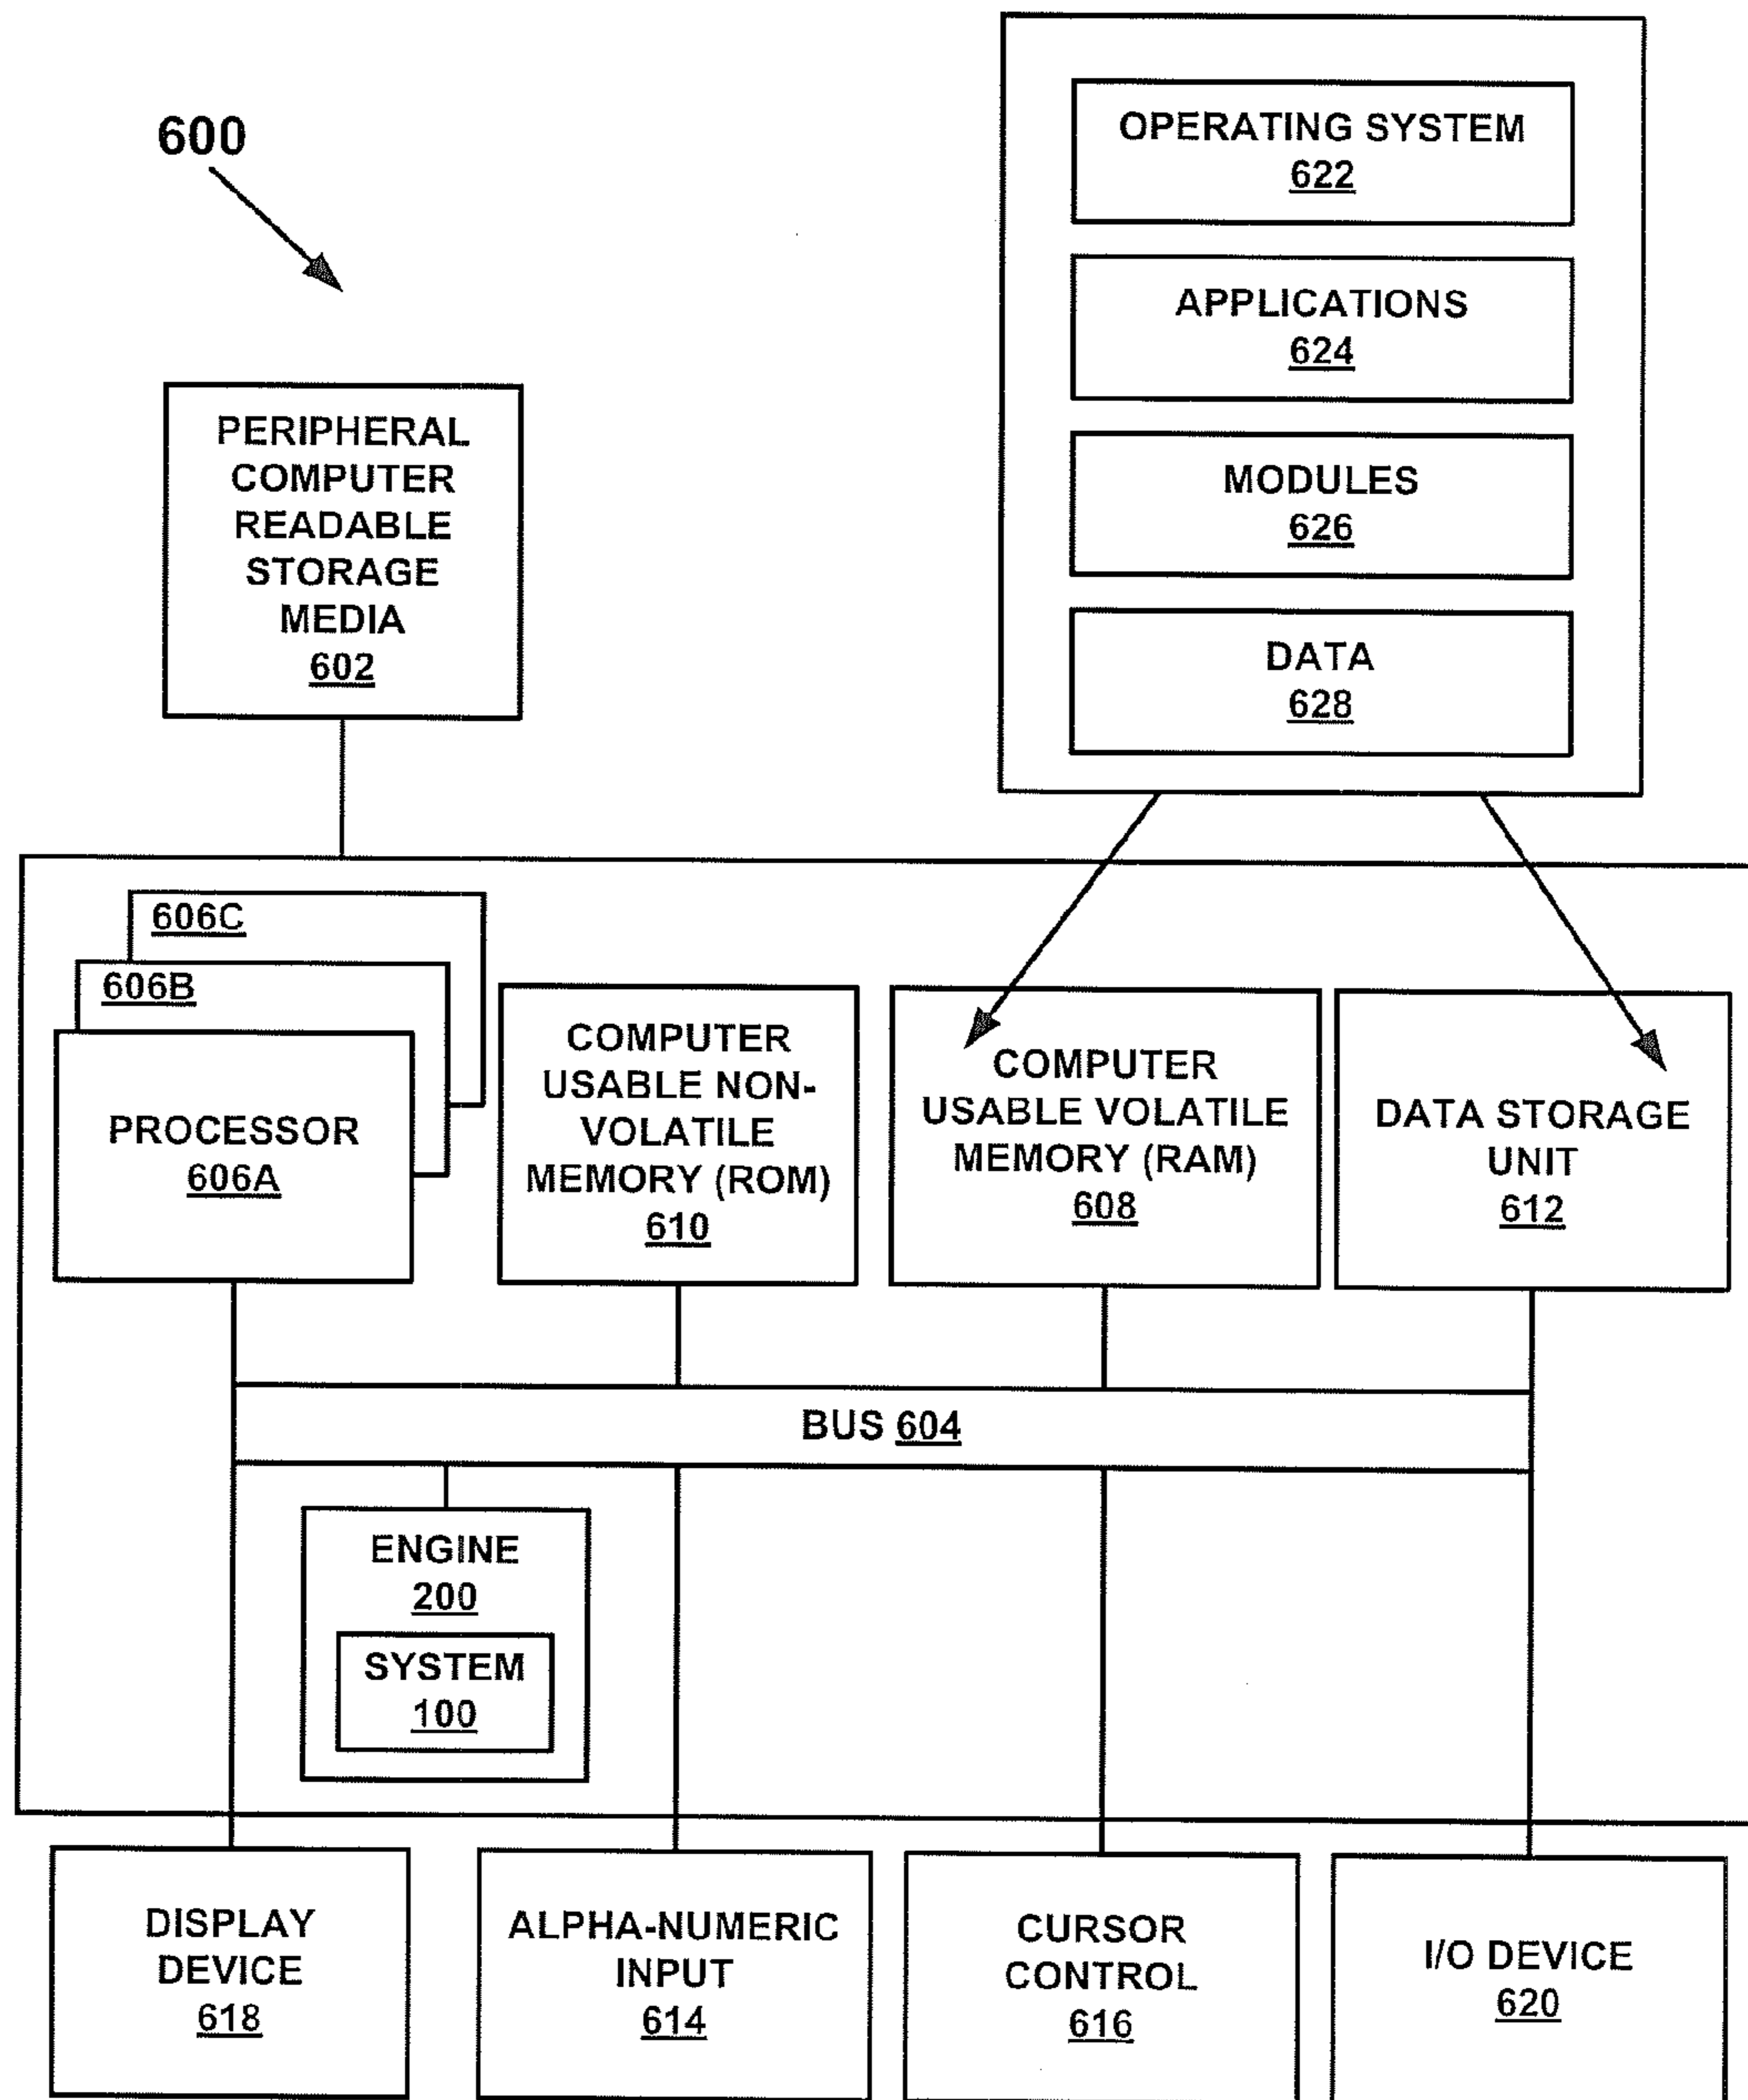 600
OPERATING SYSTEM
622
APPLICATIONS
624
MODULES
626
DATA
628
PERIPHERAL
COMPUTER
READABLE
STORAGE
MEDIA
602
606C
606B
PROCESSOR
606A
COMPUTER
USABLE NON-
VOLATILE
MEMORY (ROM)
610
COMPUTER
USABLE VOLATILE
MEMORY (RAM)
608
DATA STORAGE
UNIT
612
BUS 604
ENGINE
200
SYSTEM
100
DISPLAY
DEVICE
618
ALPHA-NUMERIC
INPUT
614
CURSOR
CONTROL
616
I/O DEVICE
620